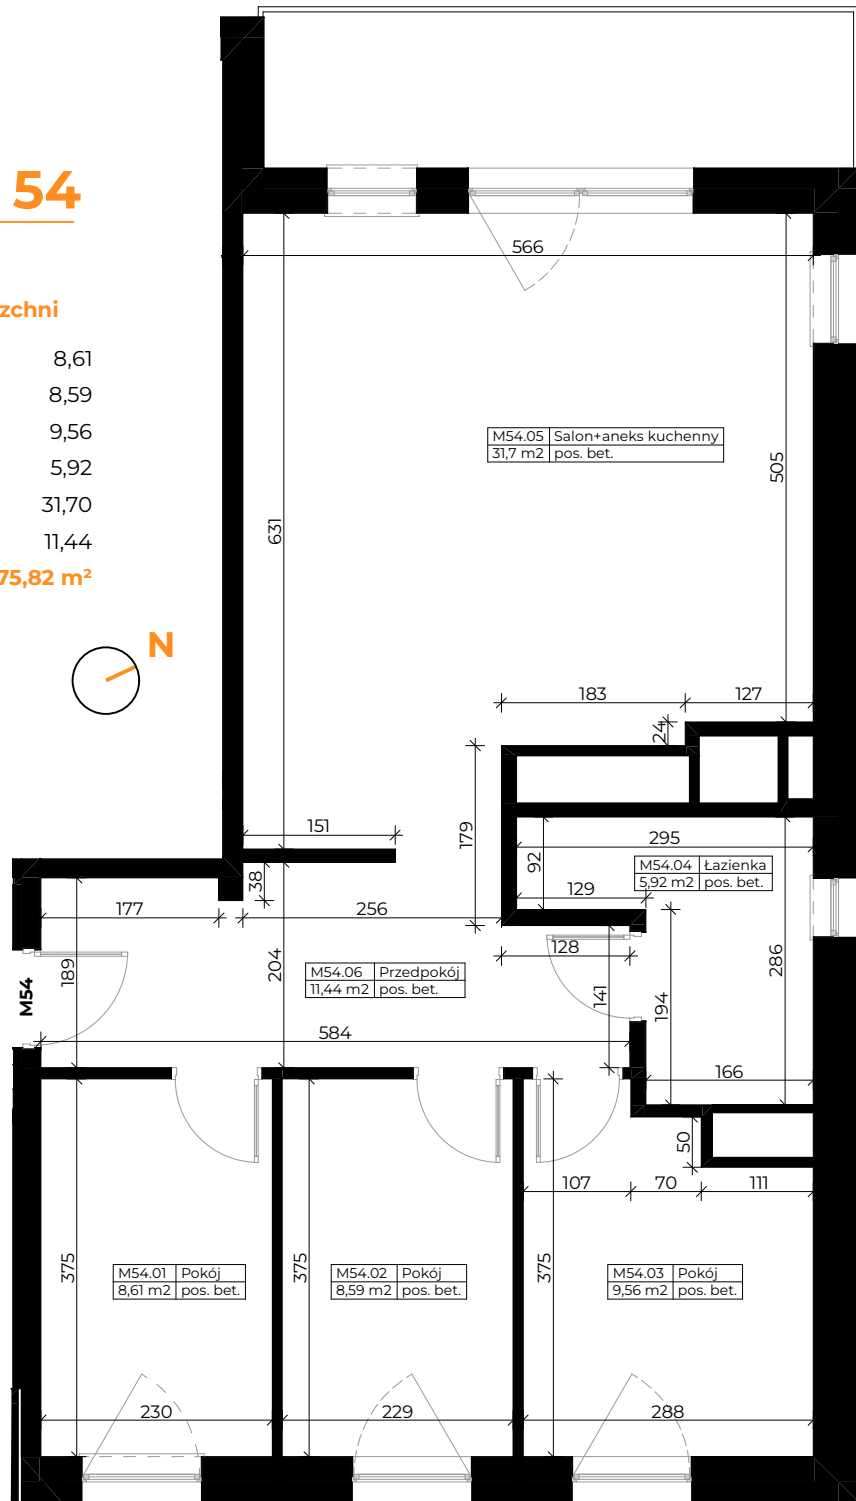 54
zchni
8,61
8,59
9,56
5,92
31,70
11,44
75,82 m²
N
566
M54.05 Salon+aneks kuchenny
31,7 m2 pos. bet.
505
631
183 127
24
151
179
295
92
M54.04 Łazienka
5,92 m2 pos. bet.
129
38
177 256
128
286
M54.06 Przedpokój
11,44 m2 pos. bet.
189
204
M54
141
194
584
166
50
107 70 111
375
375
375
M54.01 Pokój
8,61 m2 pos. bet.
M54.02 Pokój
8,59 m2 pos. bet.
M54.03 Pokój
9,56 m2 pos. bet.
230 229 288